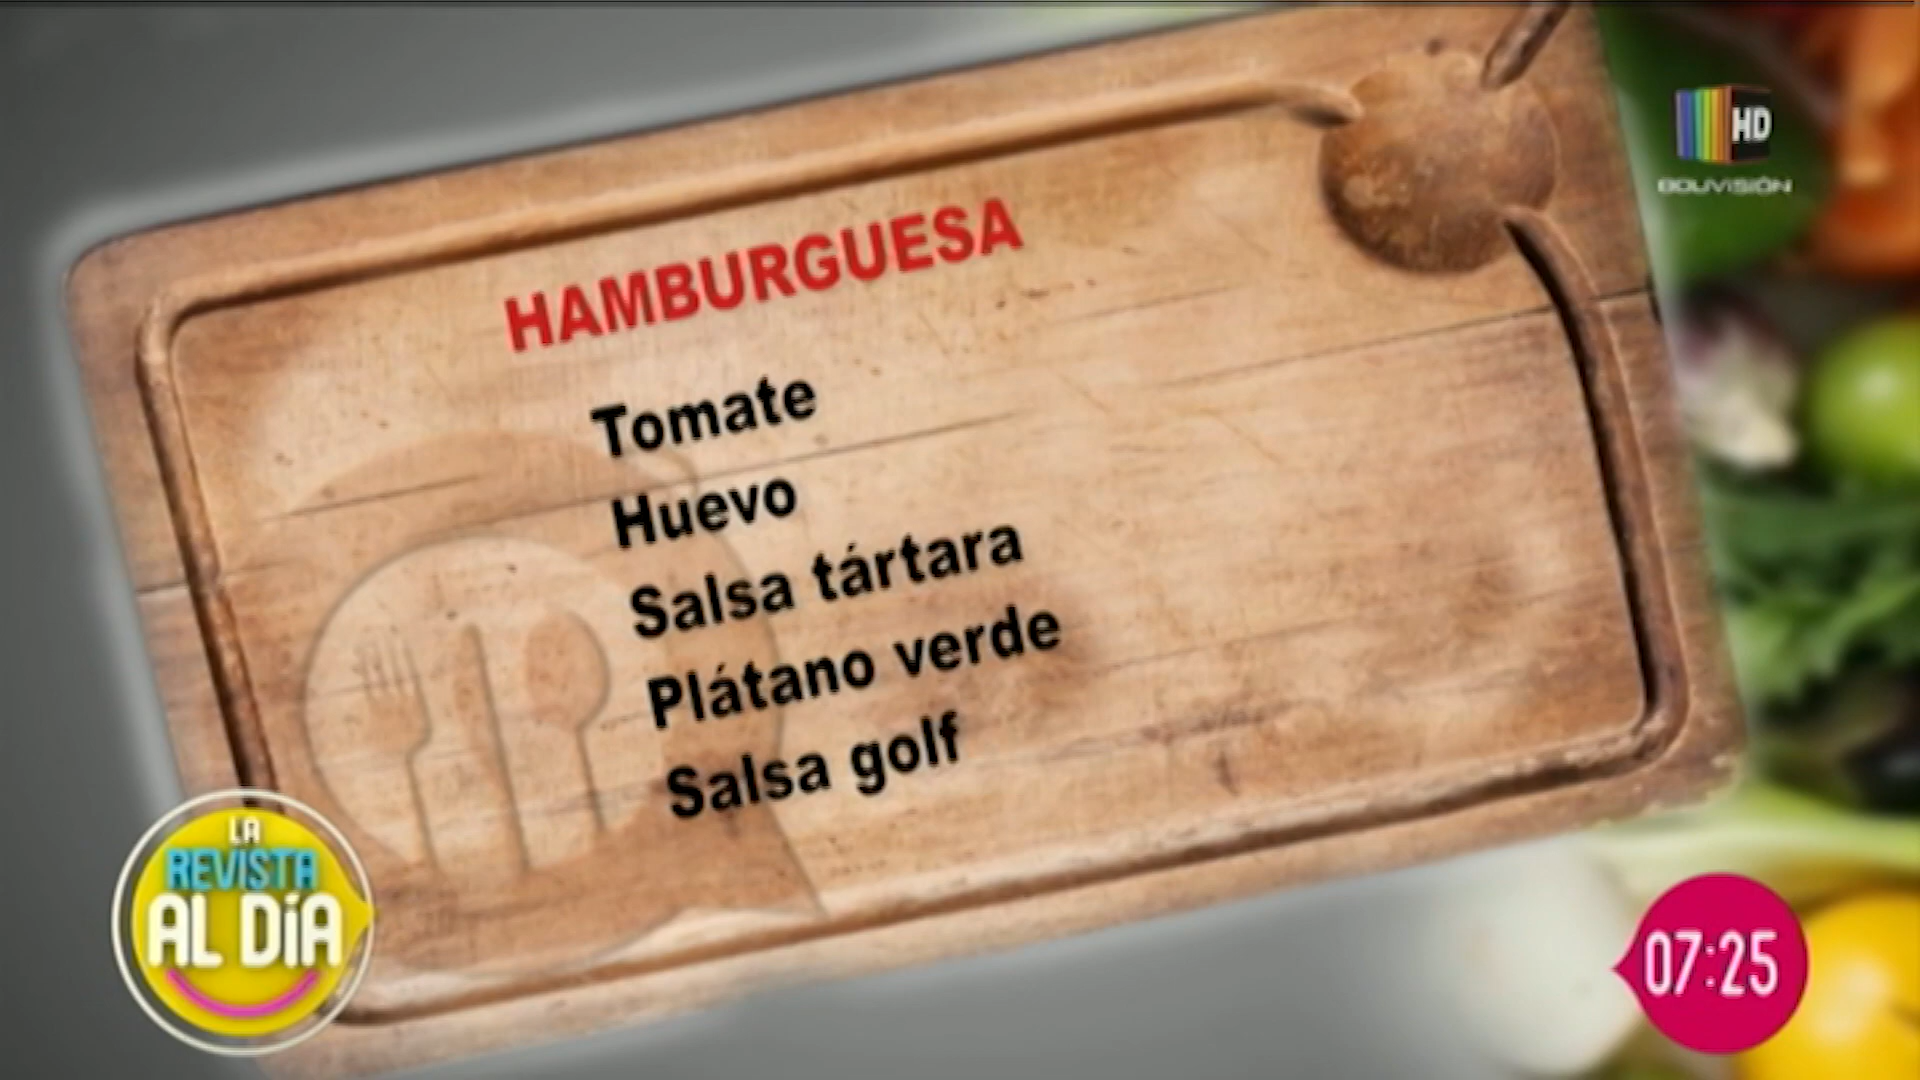 HD
BOLIVISIÓN
HAMBURGUESA
Tomate
Huevo
Salsa tártara
Plátano verde
Salsa golf
LA
REVISTA
AL DÍA
07:25